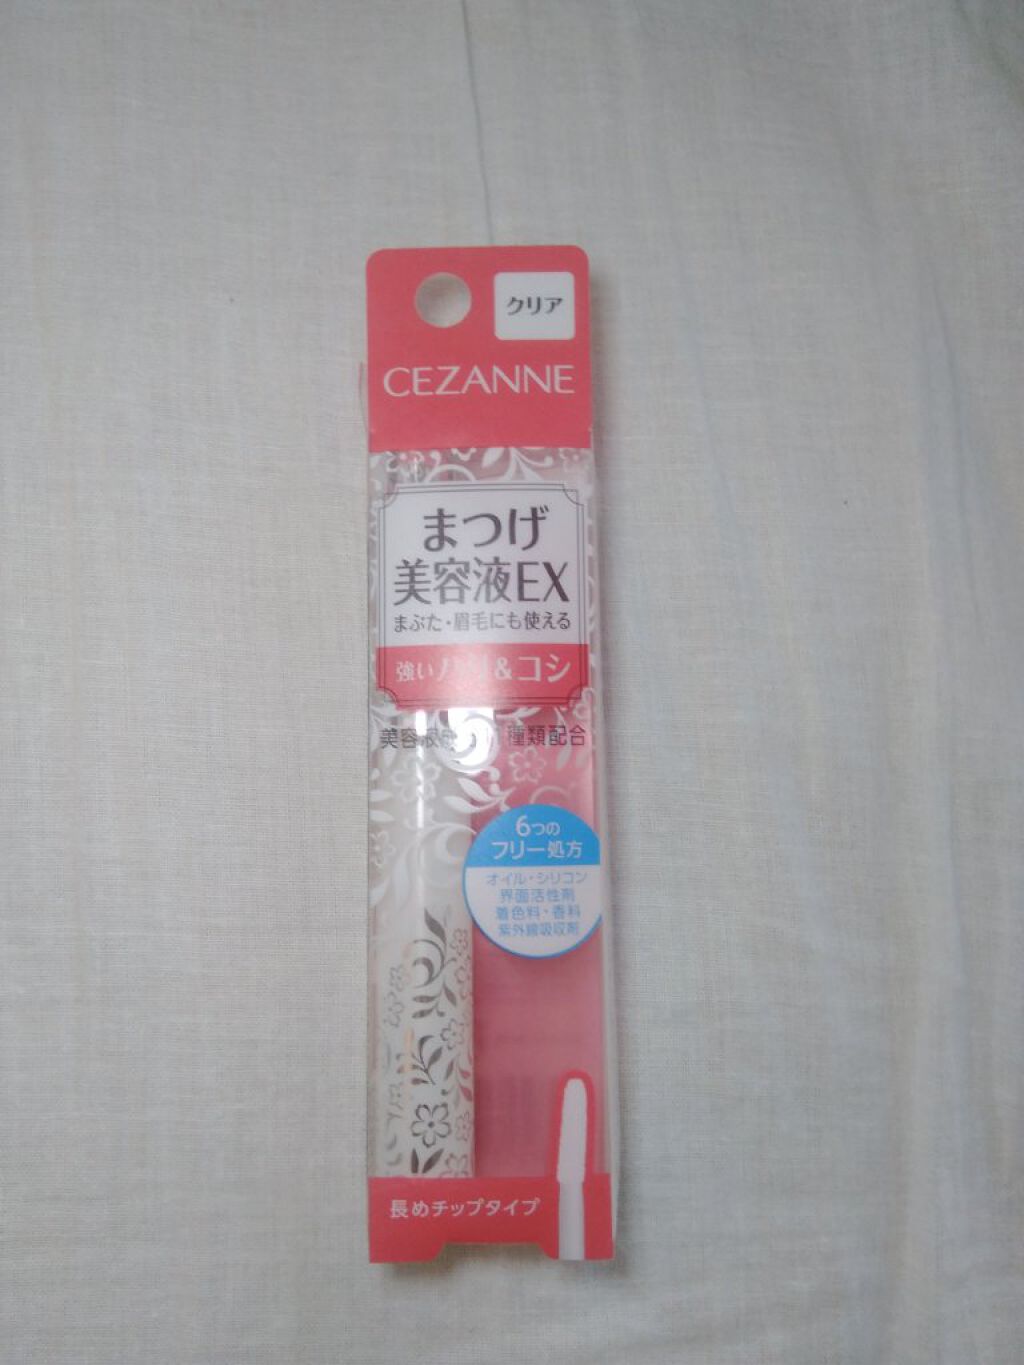 クリア
CEZANNE
まつげ
美容液EX
まぶた・眉毛にも使える
強いハリ&コシ
美容液 種類配合
6つの
フリー処方
オイル・シリコン
界面活性剤
着色料・香料
紫外線吸収剤
長めチップタイプ